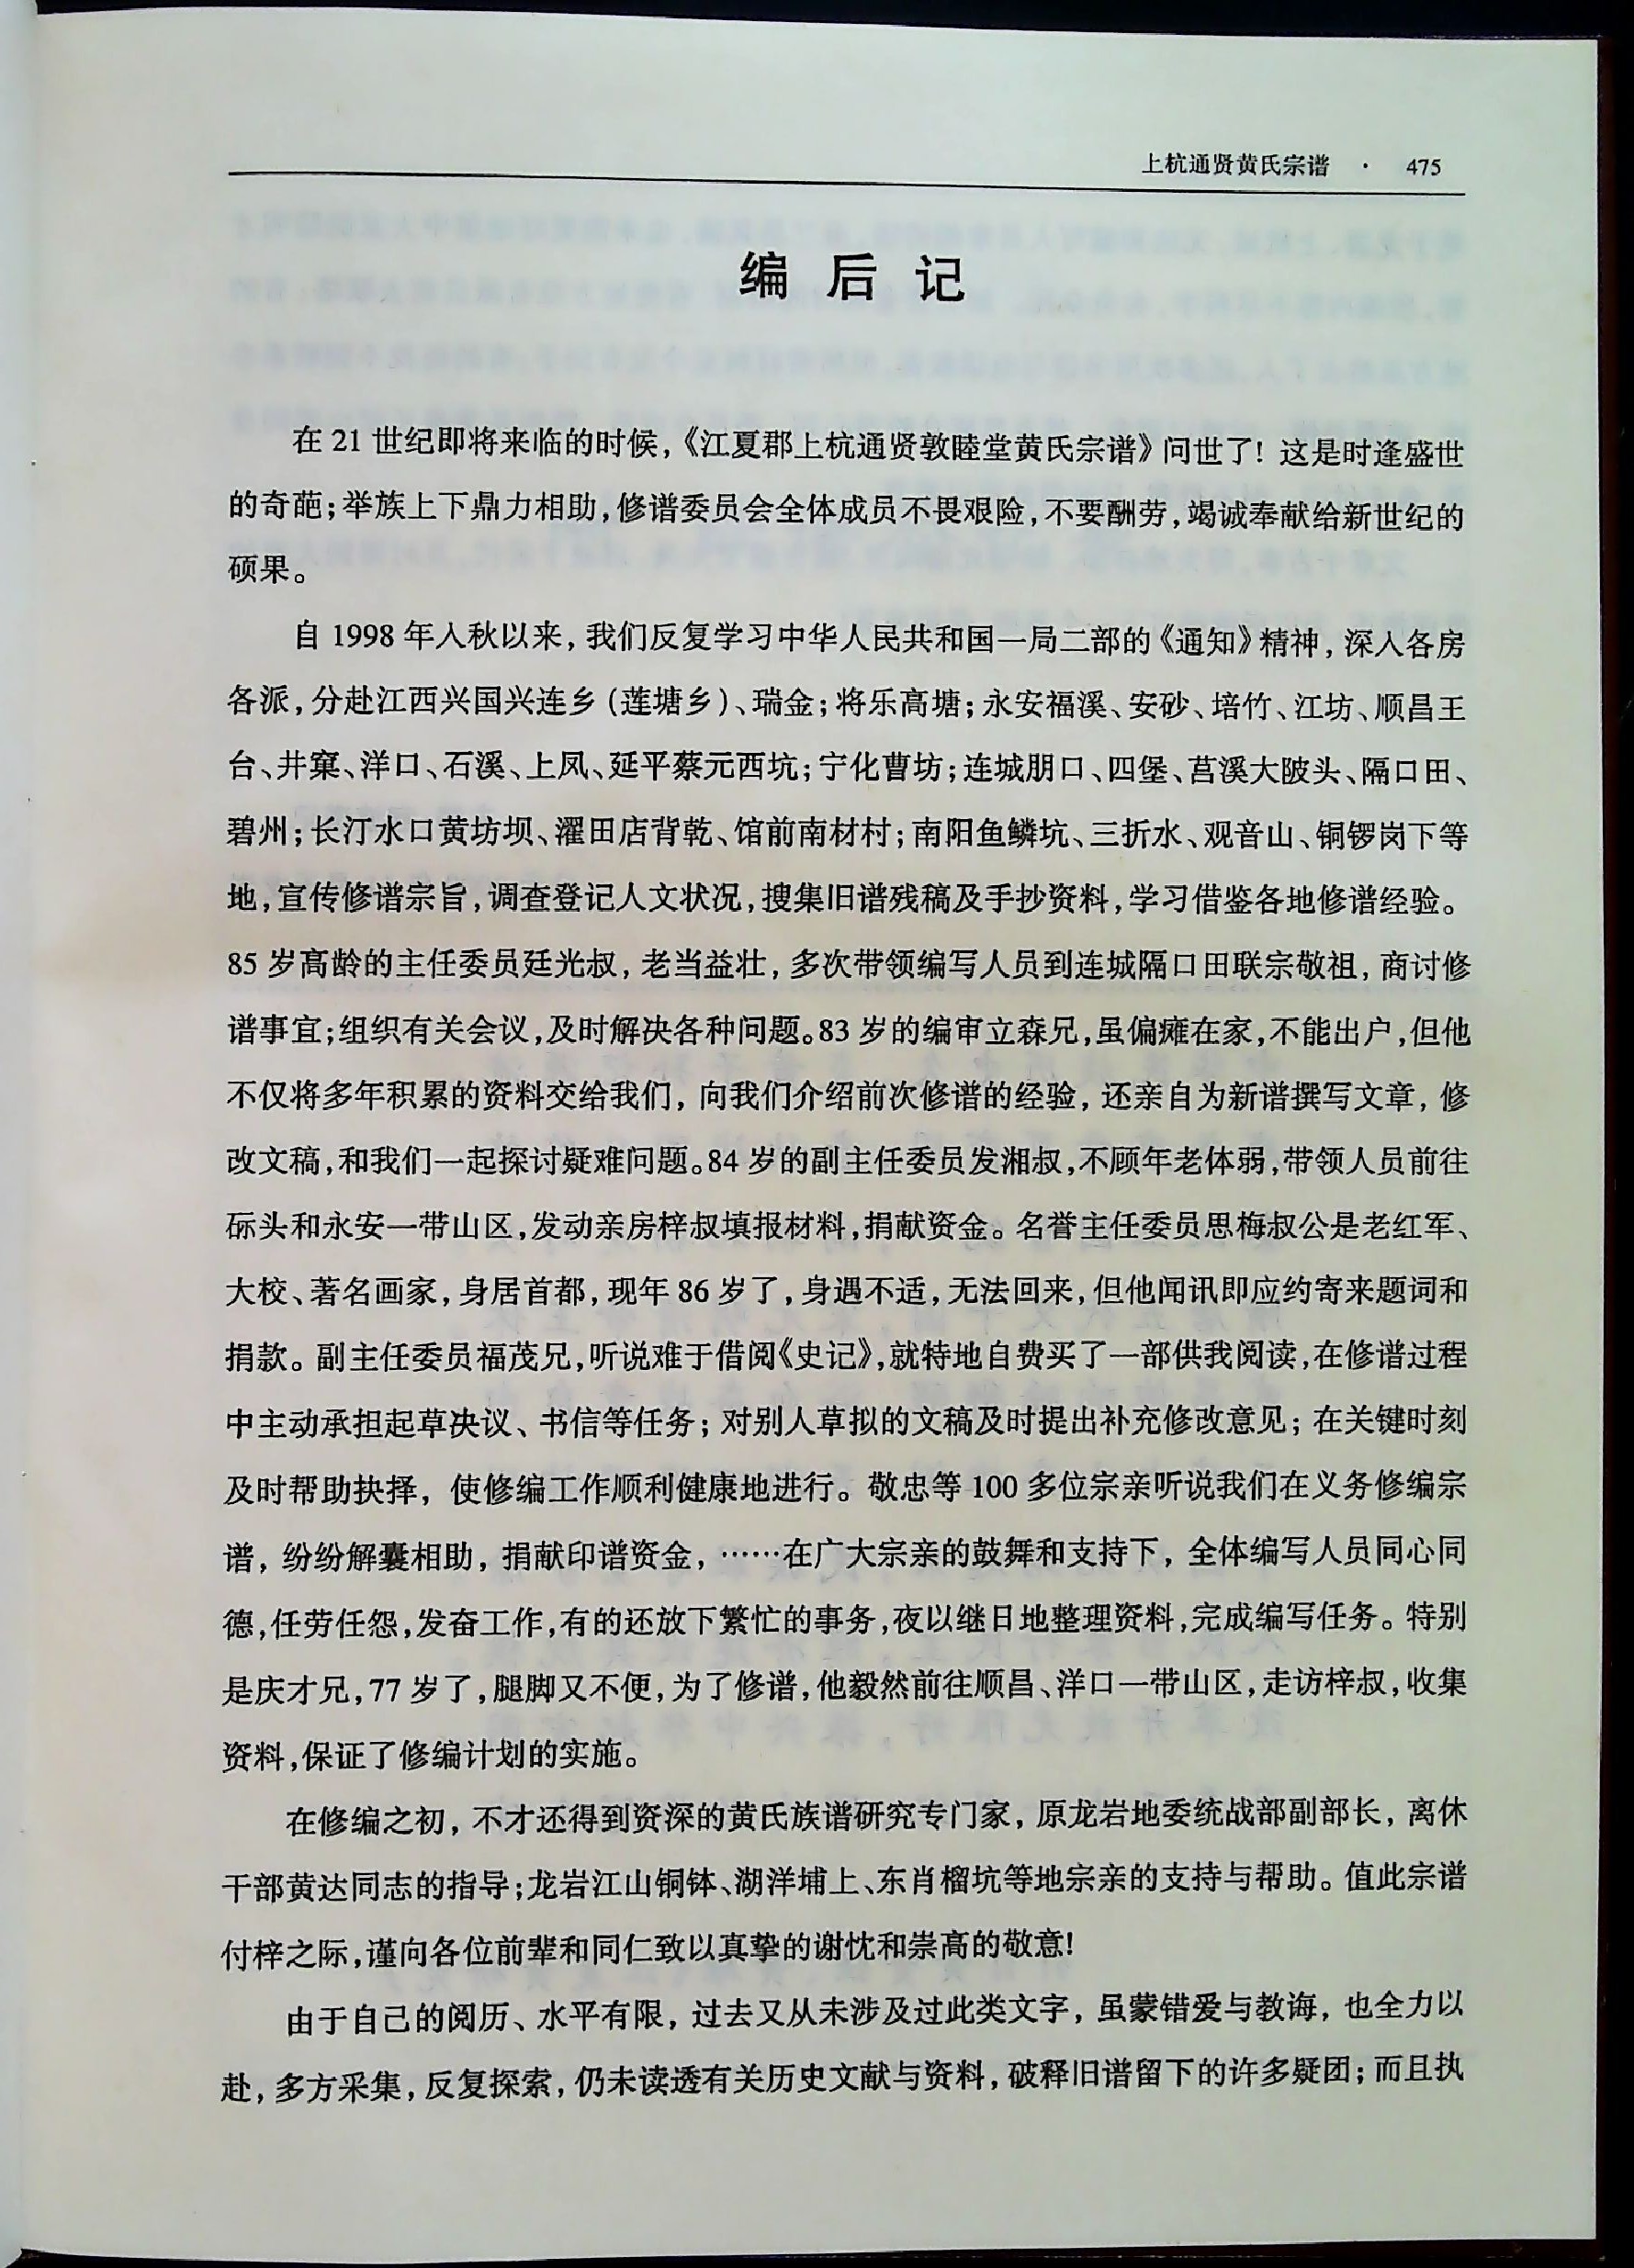 上杭通贤黄氏宗谱 · 475
编后记
在 21 世纪即将来临的时候,《江夏郡上杭通贤敦睦堂黄氏宗谱》问世了! 这是时逢盛世
的奇葩;举族上下鼎力相助,修谱委员会全体成员不畏艰险,不要酬劳,竭诚奉献给新世纪的
硕果。
自 1998 年入秋以来,我们反复学习中华人民共和国一局二部的《通知》精神,深入各房
各派,分赴江西兴国兴连乡(莲塘乡)、瑞金;将乐高塘;永安福溪、安砂、培竹、江坊、顺昌王
台、井窠、洋口、石溪、上凤、延平蔡元西坑;宁化曹坊;连城朋口、四堡、莒溪大陂头、隔口田、
碧州;长汀水口黄坊坝、濯田店背乾、馆前南材村;南阳鱼鳞坑、三折水、观音山、铜锣岗下等
地,宣传修谱宗旨,调查登记人文状况,搜集旧谱残稿及手抄资料,学习借鉴各地修谱经验。
85 岁高龄的主任委员廷光叔,老当益壮,多次带领编写人员到连城隔口田联宗敬祖,商讨修
谱事宜;组织有关会议,及时解决各种问题。83 岁的编审立森兄,虽偏瘫在家,不能出户,但他
不仅将多年积累的资料交给我们,向我们介绍前次修谱的经验,还亲自为新谱撰写文章,修
改文稿,和我们一起探讨疑难问题。84 岁的副主任委员发湘叔,不顾年老体弱,带领人员前往
砾头和永安一带山区,发动亲房梓叔填报材料,捐献资金。名誉主任委员思梅叔公是老红军、
大校、著名画家,身居首都,现年 86 岁了,身遇不适,无法回来,但他闻讯即应约寄来题词和
捐款。副主任委员福茂兄,听说难于借阅《史记》,就特地自费买了一部供我阅读,在修谱过程
中主动承担起草决议、书信等任务;对别人草拟的文稿及时提出补充修改意见;在关键时刻
及时帮助抉择,使修编工作顺利健康地进行。敬忠等 100 多位宗亲听说我们在义务修编宗
谱,纷纷解囊相助,捐献印谱资金,……在广大宗亲的鼓舞和支持下,全体编写人员同心同
德,任劳任怨,发奋工作,有的还放下繁忙的事务,夜以继日地整理资料,完成编写任务。特别
是庆才兄,77 岁了,腿脚又不便,为了修谱,他毅然前往顺昌、洋口一带山区,走访梓叔,收集
资料,保证了修编计划的实施。
在修编之初,不才还得到资深的黄氏族谱研究专门家,原龙岩地委统战部副部长,离休
干部黄达同志的指导;龙岩江山铜钵、湖洋埔上、东肖榴坑等地宗亲的支持与帮助。值此宗谱
付梓之际,谨向各位前辈和同仁致以真挚的谢忱和崇高的敬意!
由于自己的阅历、水平有限,过去又从未涉及过此类文字,虽蒙错爱与教诲,也全力以
赴,多方采集,反复探索,仍未读透有关历史文献与资料,破释旧谱留下的许多疑团;而且执